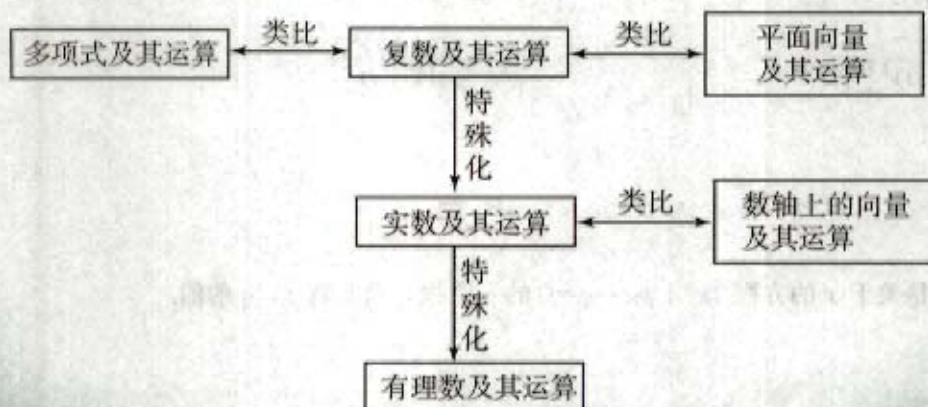 多项式及其运算
类比
复数及其运算
类比
平面向量
及其运算
特
殊
化
实数及其运算
类比
数轴上的向量
及其运算
特
殊
化
有理数及其运算